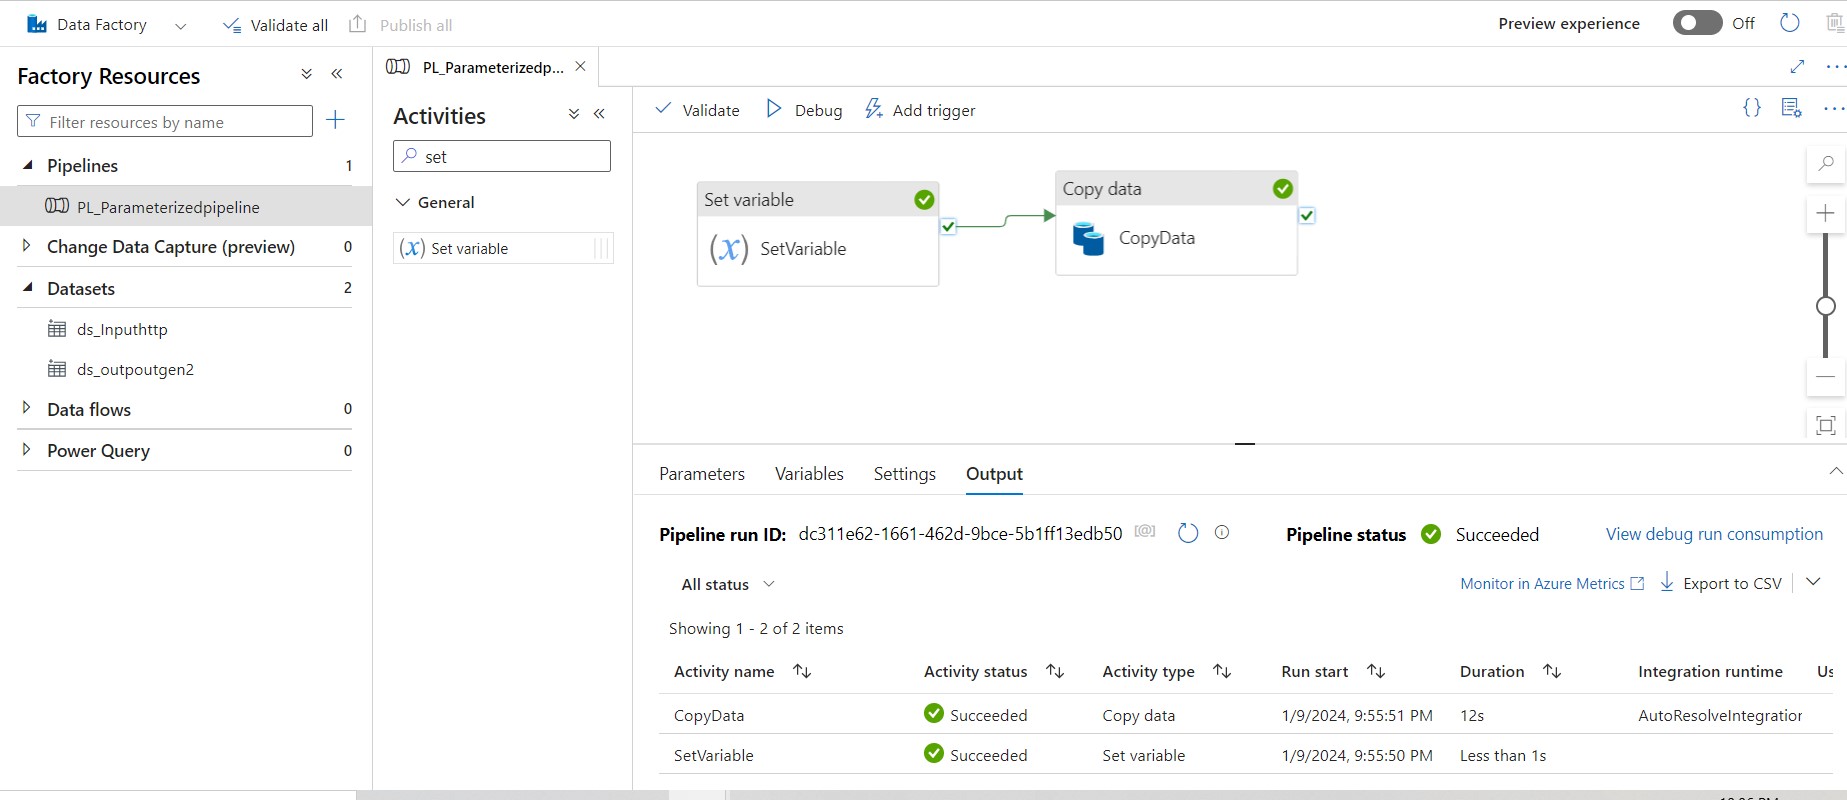 Data Factory
Validate all
Publish all
Preview experience
Off
Factory Resources
Filter resources by name
Pipelines 1
PL_Parameterizedpipeline
Change Data Capture (preview) 0
Datasets 2
ds_Inputhttp
ds_outpoutgen2
Data flows 0
Power Query 0
PL_Parameterizedp...
Activities
set
General
(x) Set variable
Validate
Debug
Add trigger
{}
Set variable
(x) SetVariable
Copy data
CopyData
Parameters Variables Settings Output
Pipeline run ID: dc311e62-1661-462d-9bce-5b1ff13edb50 [@]
Pipeline status Succeeded
View debug run consumption
All status
Monitor in Azure Metrics
Export to CSV
Showing 1 - 2 of 2 items
Activity name Activity status Activity type Run start Duration Integration runtime Us
CopyData Succeeded Copy data 1/9/2024, 9:55:51 PM 12s AutoResolveIntegration
SetVariable Succeeded Set variable 1/9/2024, 9:55:50 PM Less than 1s